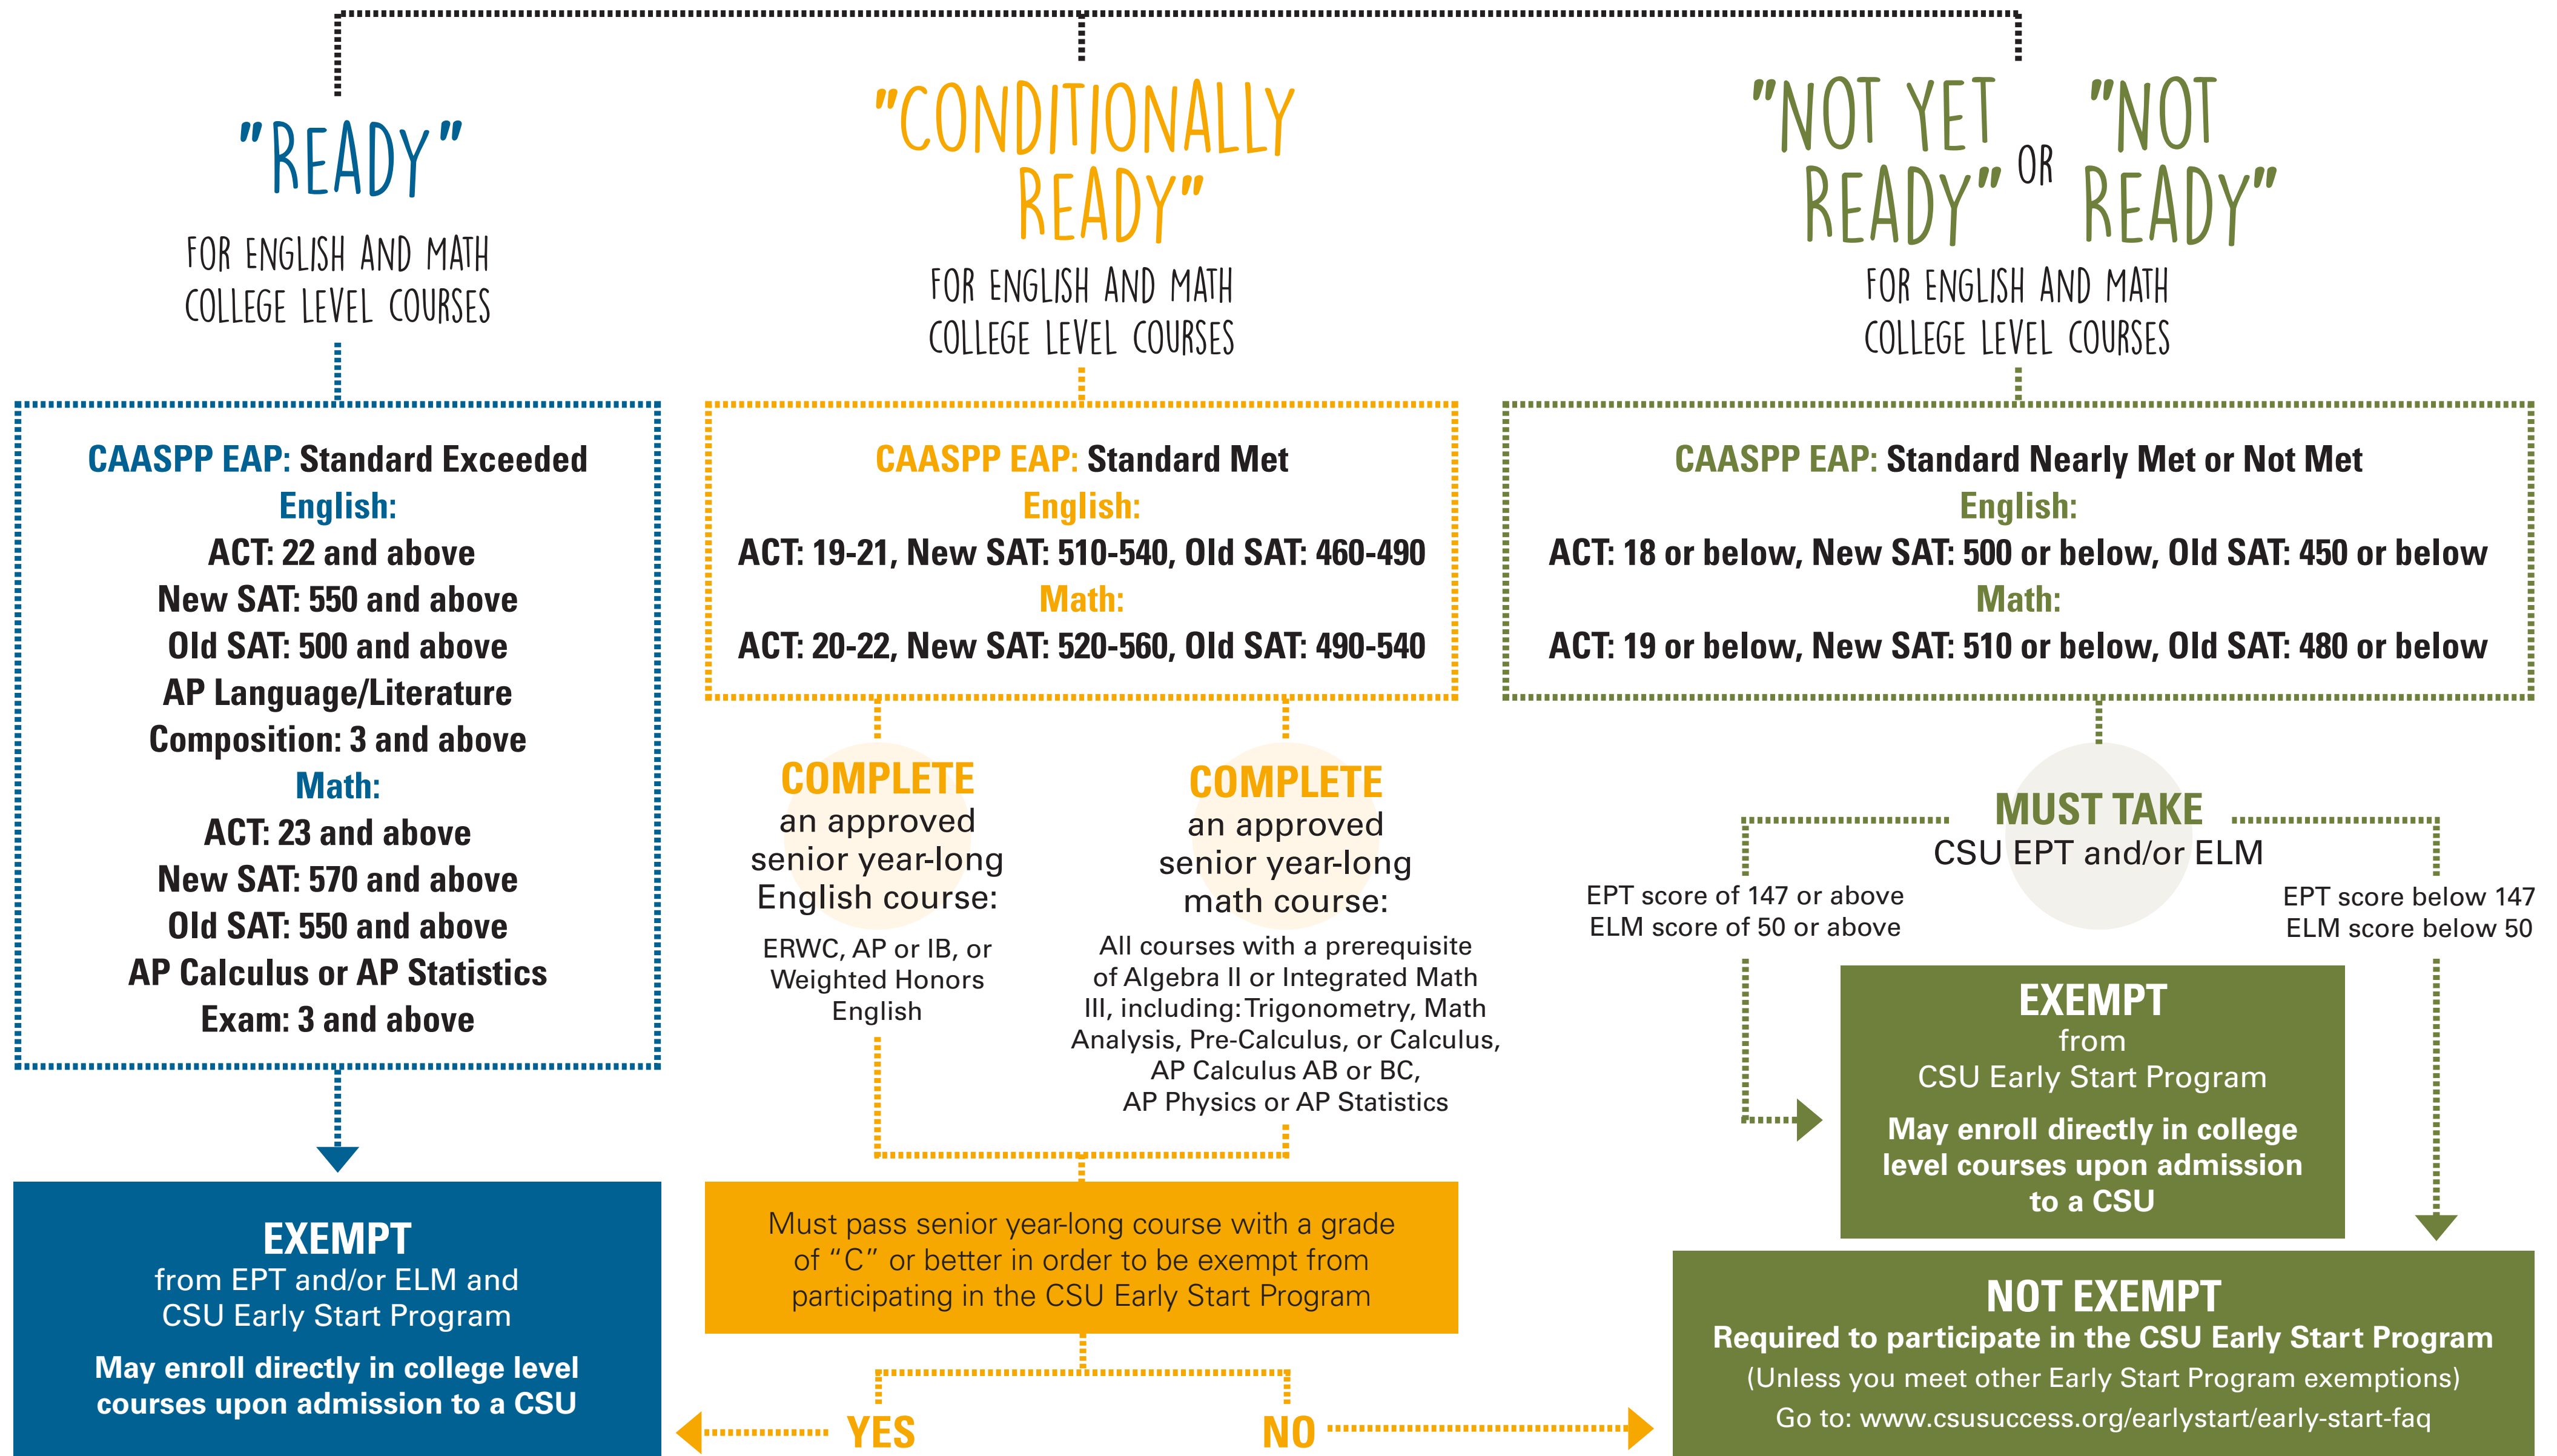 "READY"
FOR ENGLISH AND MATH
COLLEGE LEVEL COURSES
CAASPP EAP: Standard Exceeded
English:
ACT: 22 and above
New SAT: 550 and above
Old SAT: 500 and above
AP Language/Literature
Composition: 3 and above
Math:
ACT: 23 and above
New SAT: 570 and above
Old SAT: 550 and above
AP Calculus or AP Statistics
Exam: 3 and above
EXEMPT
from EPT and/or ELM and
CSU Early Start Program
May enroll directly in college level
courses upon admission to a CSU
"CONDITIONALLY
READY"
FOR ENGLISH AND MATH
COLLEGE LEVEL COURSES
CAASPP EAP: Standard Met
English:
ACT: 19-21, New SAT: 510-540, Old SAT: 460-490
Math:
ACT: 20-22, New SAT: 520-560, Old SAT: 490-540
COMPLETE
an approved
senior year-long
English course:
ERWC, AP or IB, or
Weighted Honors
English
COMPLETE
an approved
senior year-long
math course:
All courses with a prerequisite
of Algebra II or Integrated Math
III, including: Trigonometry, Math
Analysis, Pre-Calculus, or Calculus,
AP Calculus AB or BC,
AP Physics or AP Statistics
Must pass senior year-long course with a grade
of “C” or better in order to be exempt from
participating in the CSU Early Start Program
YES
NO
"NOT YET
READY"
OR
"NOT
READY"
FOR ENGLISH AND MATH
COLLEGE LEVEL COURSES
CAASPP EAP: Standard Nearly Met or Not Met
English:
ACT: 18 or below, New SAT: 500 or below, Old SAT: 450 or below
Math:
ACT: 19 or below, New SAT: 510 or below, Old SAT: 480 or below
MUST TAKE
CSU EPT and/or ELM
EPT score of 147 or above
ELM score of 50 or above
EPT score below 147
ELM score below 50
EXEMPT
from
CSU Early Start Program
May enroll directly in college
level courses upon admission
to a CSU
NOT EXEMPT
Required to participate in the CSU Early Start Program
(Unless you meet other Early Start Program exemptions)
Go to: www.csusuccess.org/earlystart/early-start-faq